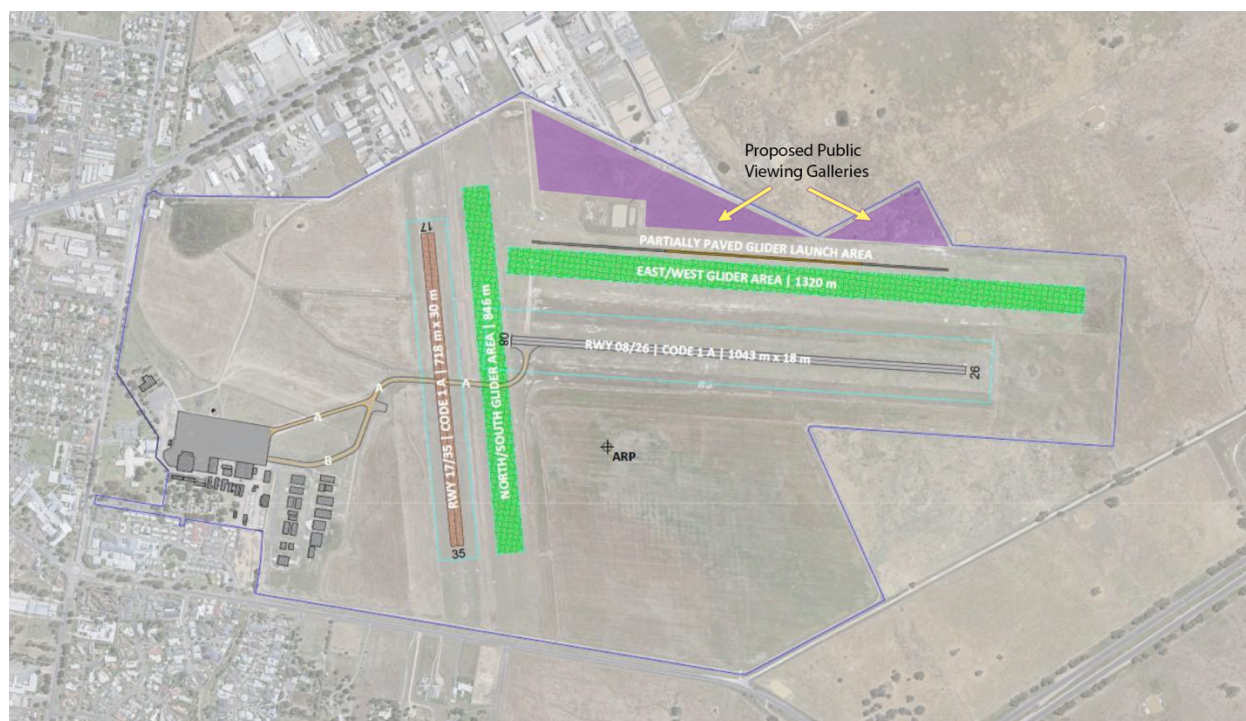 Proposed Public
Viewing Galleries
17
PARTIALLY PAVED GLIDER LAUNCH AREA
EAST/WEST GLIDER AREA | 1320 m
RWY 17/35 | CODE 1 A | 718 m x 30 m
NORTH/SOUTH GLIDER AREA | 846 m
08
RWY 08/26 | CODE 1 A | 1043 m x 18 m
26
A
A
A
B
ARP
35